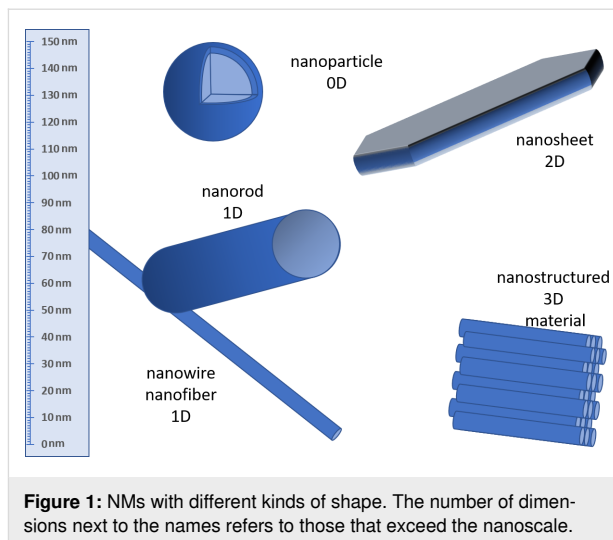 150 nm
140 nm
130 nm
120 nm
110 nm
100 nm
90 nm
80 nm
70 nm
60 nm
50 nm
40 nm
30 nm
20 nm
10 nm
0 nm
nanoparticle
0D
nanosheet
2D
nanorod
1D
nanostructured
3D
material
nanowire
nanofiber
1D
Figure 1: NMs with different kinds of shape. The number of dimen-
sions next to the names refers to those that exceed the nanoscale.